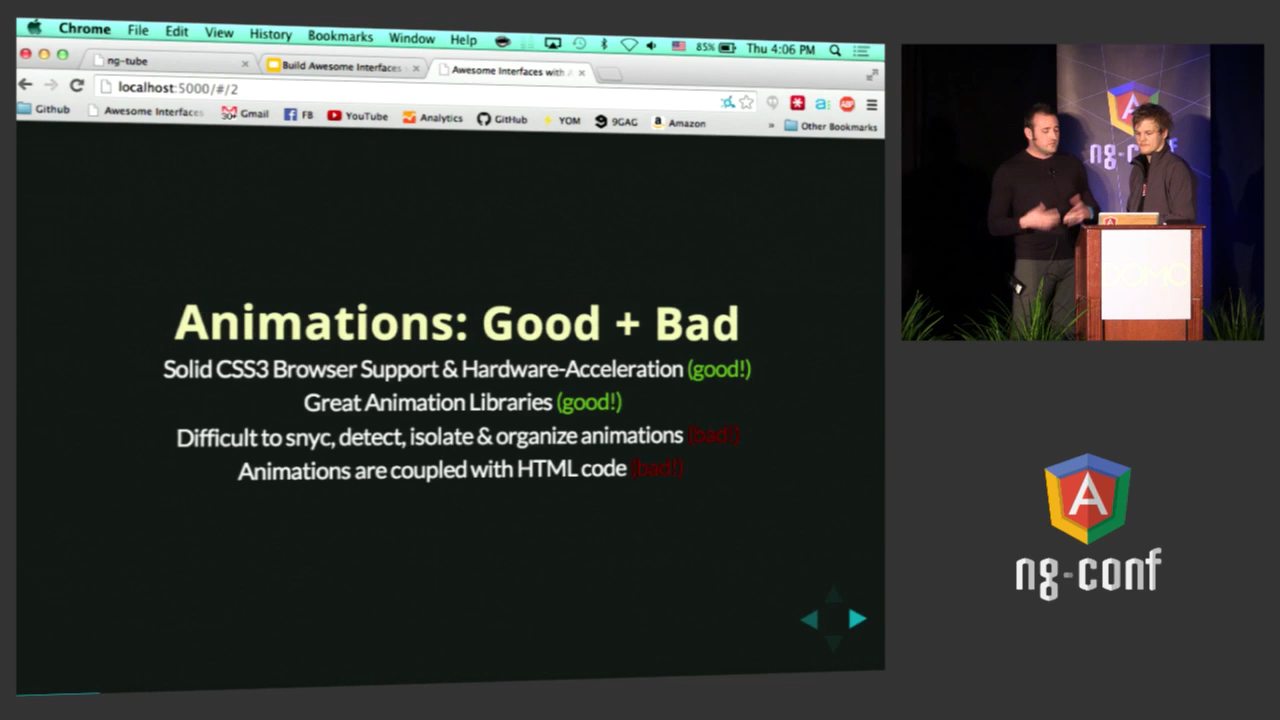 Chrome File Edit View History Bookmarks Window Help 85% Thu 4:06 PM
ng-tube
Build Awesome Interfaces
Awesome Interfaces with
localhost:5000/#/2
Github Awesome Interfaces Gmail FB YouTube Analytics GitHub YOM 9GAG Amazon » Other Bookmarks
Animations: Good + Bad
Solid CSS3 Browser Support & Hardware-Acceleration (good!)
Great Animation Libraries (good!)
Difficult to snyc, detect, isolate & organize animations (bad!)
Animations are coupled with HTML code (bad!)
A
ng-conf
DOMO
A
ng-conf